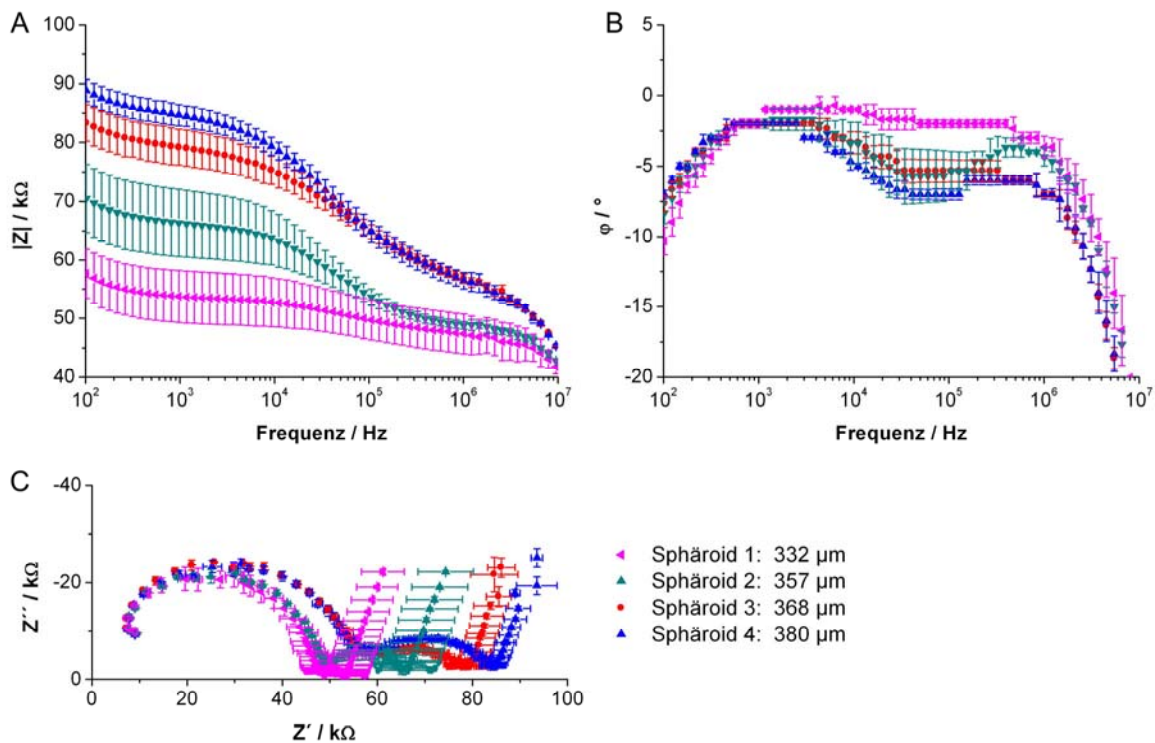 A
100
90
80
70
60
50
40
|Z| / kΩ
10² 10³ 10⁴ 10⁵ 10⁶ 10⁷
Frequenz / Hz
B
5
0
-5
-10
-15
-20
φ / °
10² 10³ 10⁴ 10⁵ 10⁶ 10⁷
Frequenz / Hz
C
-40
-20
0
Z´´ / kΩ
0 20 40 60 80 100
Z´ / kΩ
Sphäroid 1: 332 µm
Sphäroid 2: 357 µm
Sphäroid 3: 368 µm
Sphäroid 4: 380 µm